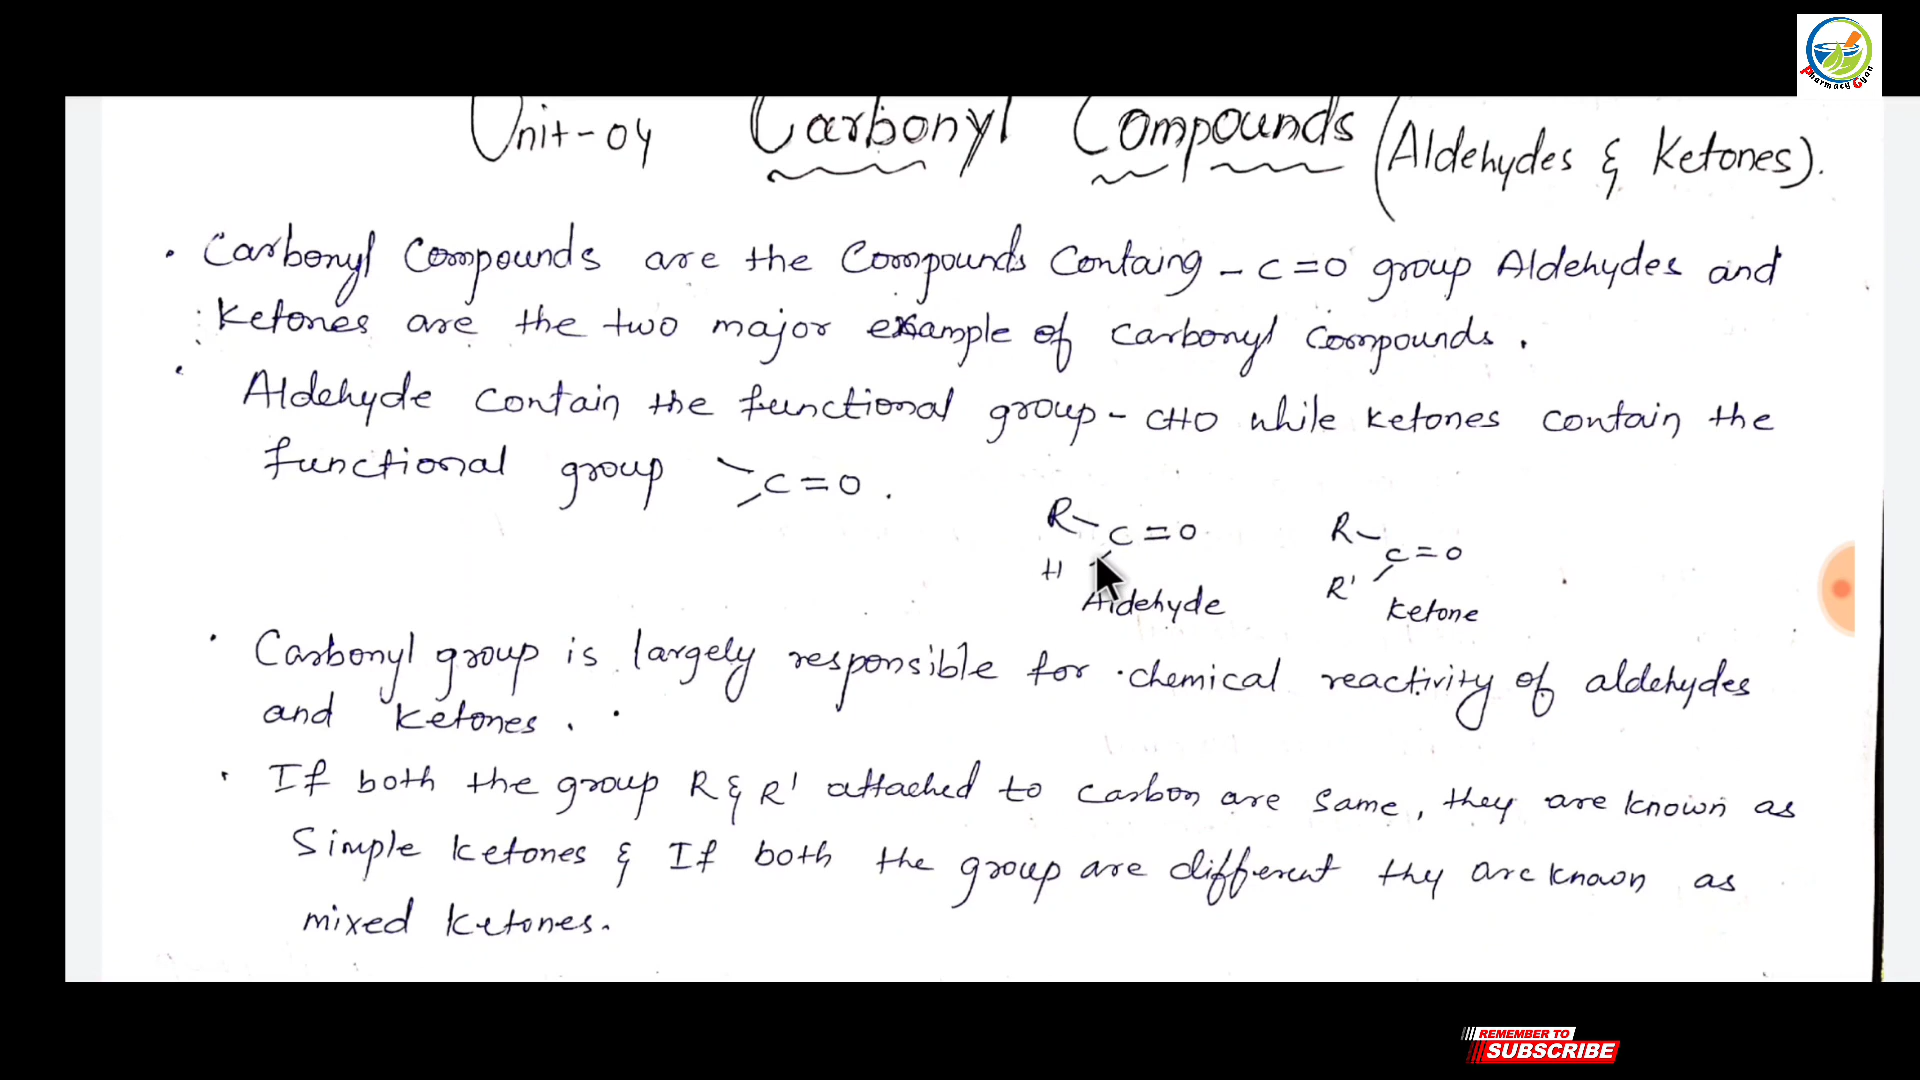 Pharmacy Gyan
Unit-04 Carbonyl Compounds (Aldehydes & Ketones).
• Carbonyl Compounds are the Compounds Containg - C=O group Aldehydes and
Ketones are the two major example of carbonyl compounds.
• Aldehyde contain the functional group - CHO while ketones contain the
functional group >C=O.
R- C=O R- C=O
H R'
Aldehyde Ketone
• Carbonyl group is largely responsible for chemical reactivity of aldehydes
and ketones.
• If both the group R & R' attached to carbon are same, they are known as
Simple ketones & If both the group are different thy are known as
mixed ketones.
REMEMBER TO
SUBSCRIBE